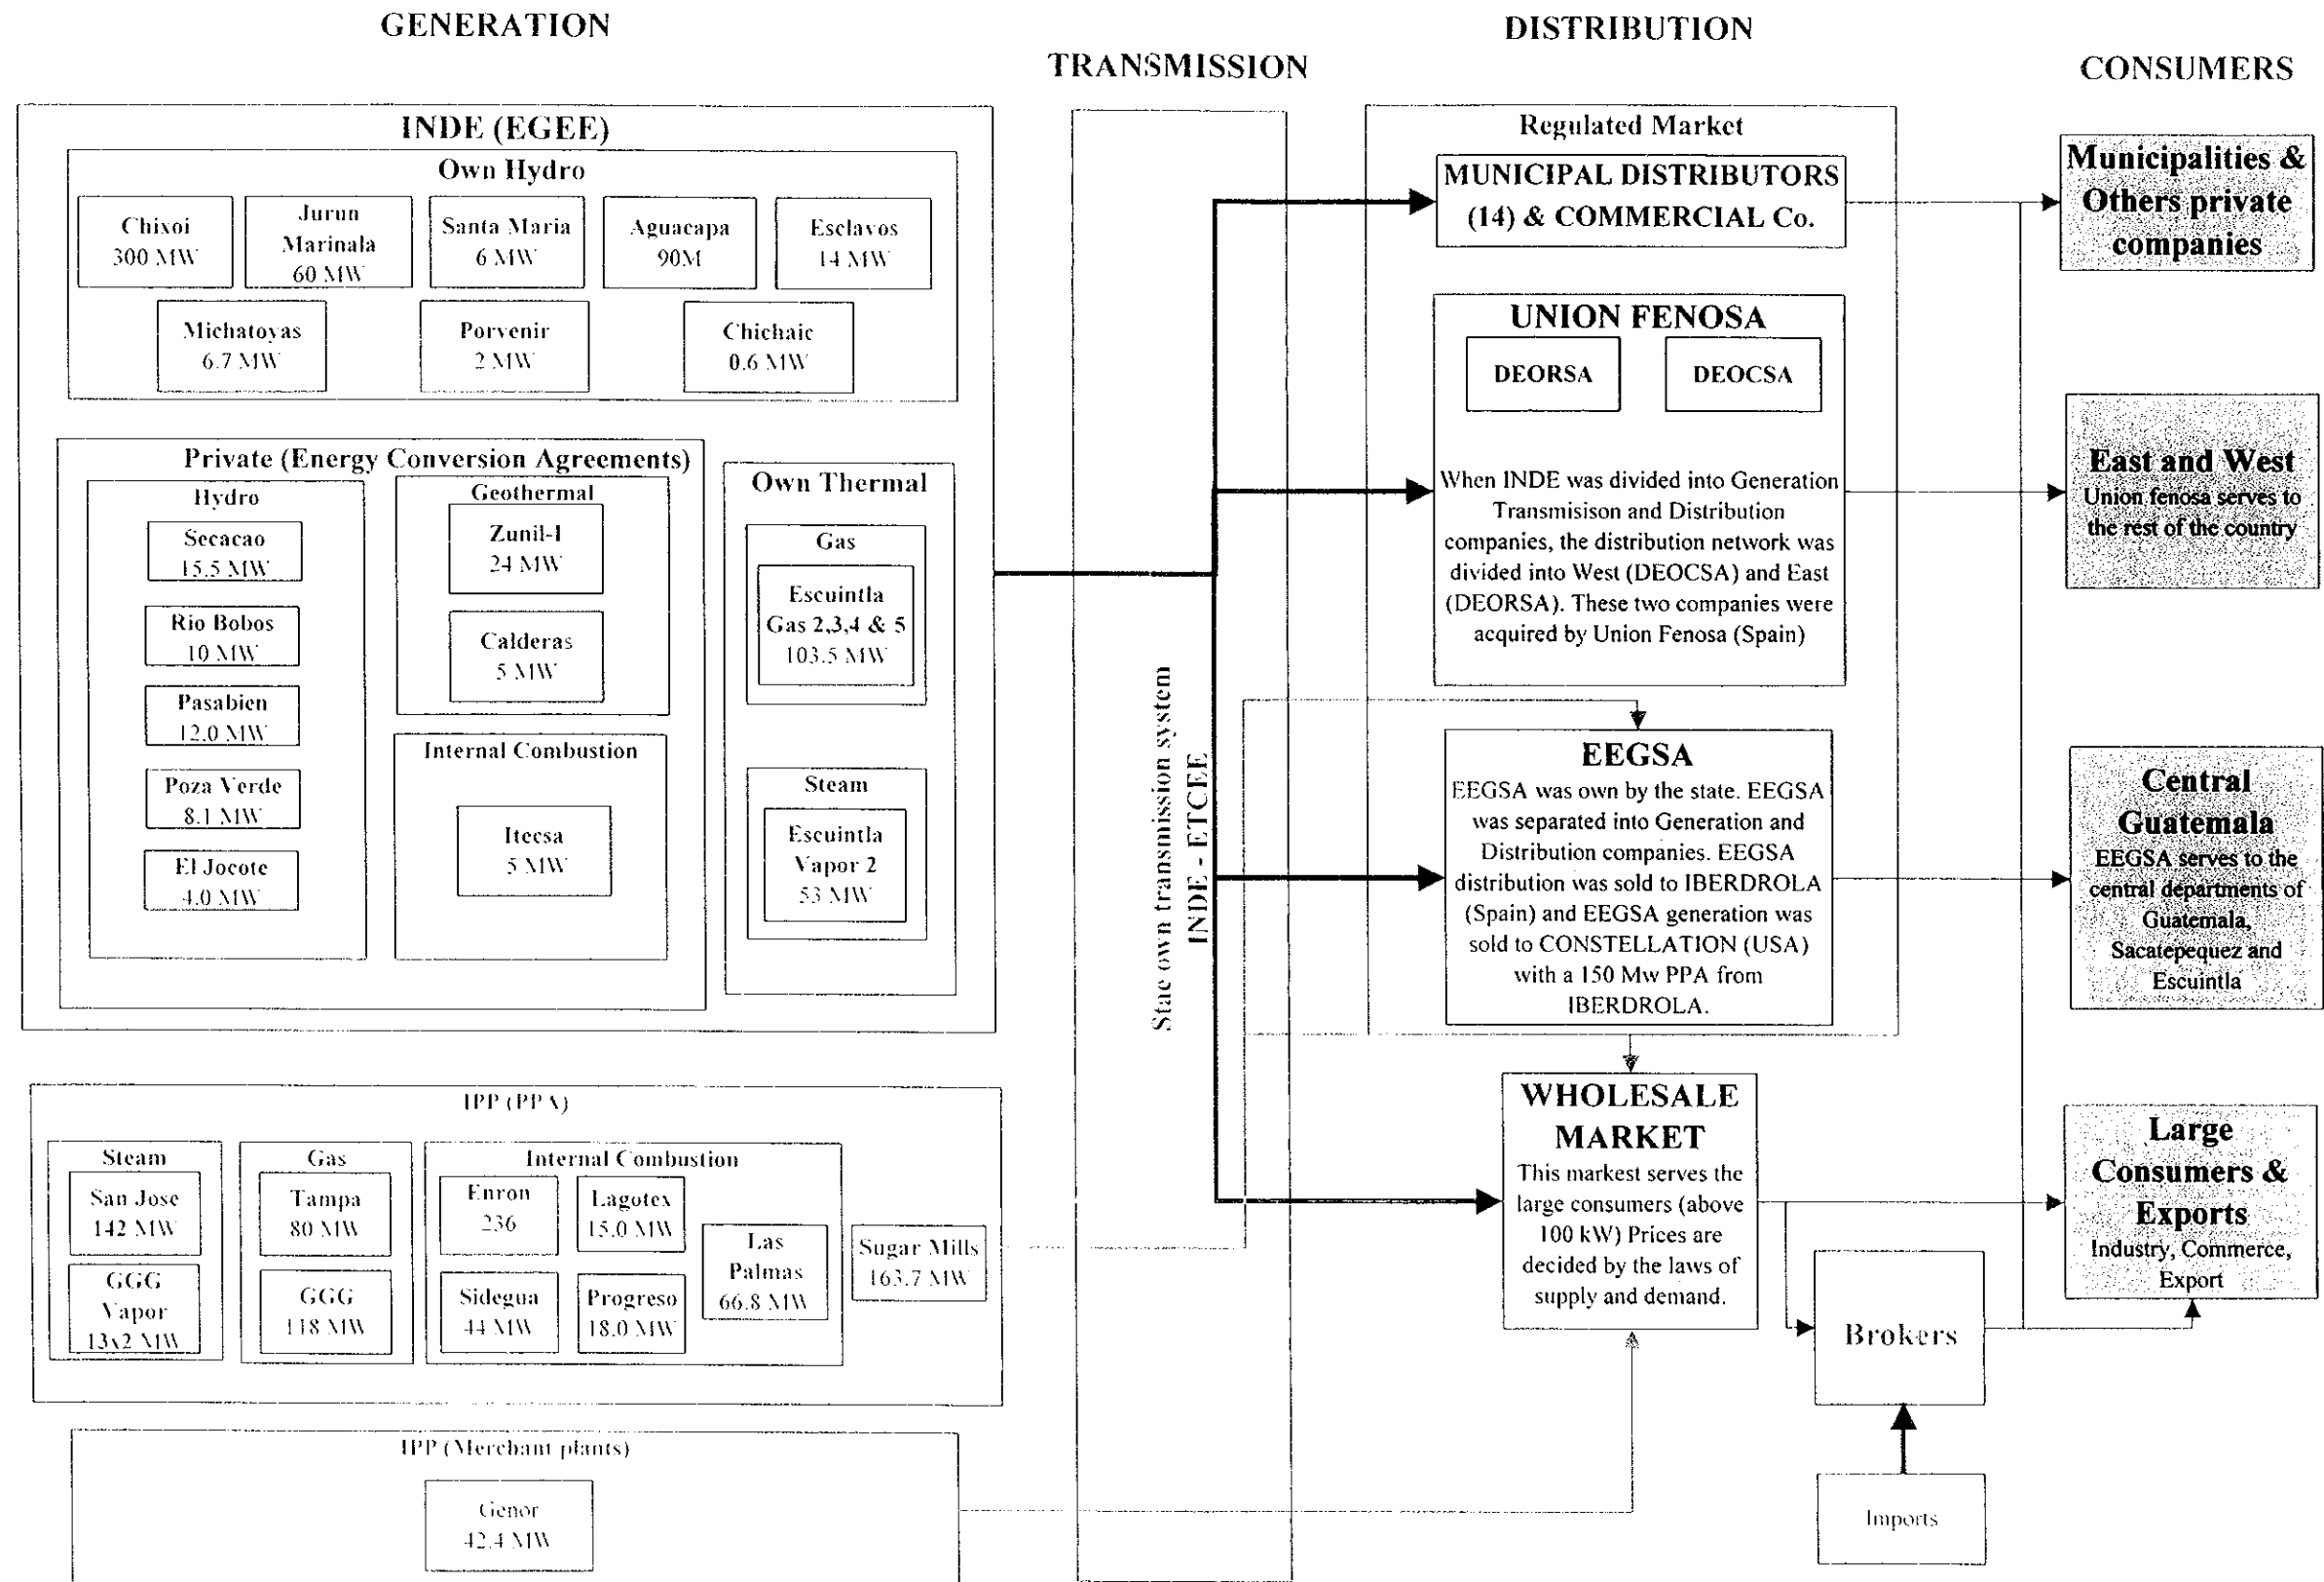 GENERATION
TRANSMISSION
DISTRIBUTION
CONSUMERS
INDE (EGEE)
Own Hydro
Chixoi
300 MW
Jurun
Marinala
60 MW
Santa Maria
6 MW
Aguacapa
90M
Esclavos
14 MW
Michatoyas
6.7 MW
Porvenir
2 MW
Chichaic
0.6 MW
Private (Energy Conversion Agreements)
Hydro
Secacao
15.5 MW
Rio Bobos
10 MW
Pasabien
12.0 MW
Poza Verde
8.1 MW
El Jocote
4.0 MW
Geothermal
Zunil-I
24 MW
Calderas
5 MW
Internal Combustion
Itecsa
5 MW
Own Thermal
Gas
Escuintla
Gas 2,3,4 & 5
103.5 MW
Steam
Escuintla
Vapor 2
53 MW
IPP (PPA)
Steam
San Jose
142 MW
GGG
Vapor
13x2 MW
Gas
Tampa
80 MW
GGG
118 MW
Internal Combustion
Enron
236
Lagotex
15.0 MW
Sidegua
44 MW
Progreso
18.0 MW
Las
Palmas
66.8 MW
Sugar Mills
163.7 MW
IPP (Merchant plants)
Genor
42.4 MW
Stae own transmission system
INDE - ETCEE
Regulated Market
MUNICIPAL DISTRIBUTORS
(14) & COMMERCIAL Co.
UNION FENOSA
DEORSA
DEOCSA
When INDE was divided into Generation
Transmisison and Distribution
companies, the distribution network was
divided into West (DEOCSA) and East
(DEORSA). These two companies were
acquired by Union Fenosa (Spain)
EEGSA
EEGSA was own by the state. EEGSA
was separated into Generation and
Distribution companies. EEGSA
distribution was sold to IBERDROLA
(Spain) and EEGSA generation was
sold to CONSTELLATION (USA)
with a 150 Mw PPA from
IBERDROLA.
WHOLESALE
MARKET
This markest serves the
large consumers (above
100 kW) Prices are
decided by the laws of
supply and demand.
Brokers
Imports
Municipalities &
Others private
companies
East and West
Union fenosa serves to
the rest of the country
Central
Guatemala
EEGSA serves to the
central departments of
Guatemala,
Sacatepequez and
Escuintla
Large
Consumers &
Exports
Industry, Commerce,
Export